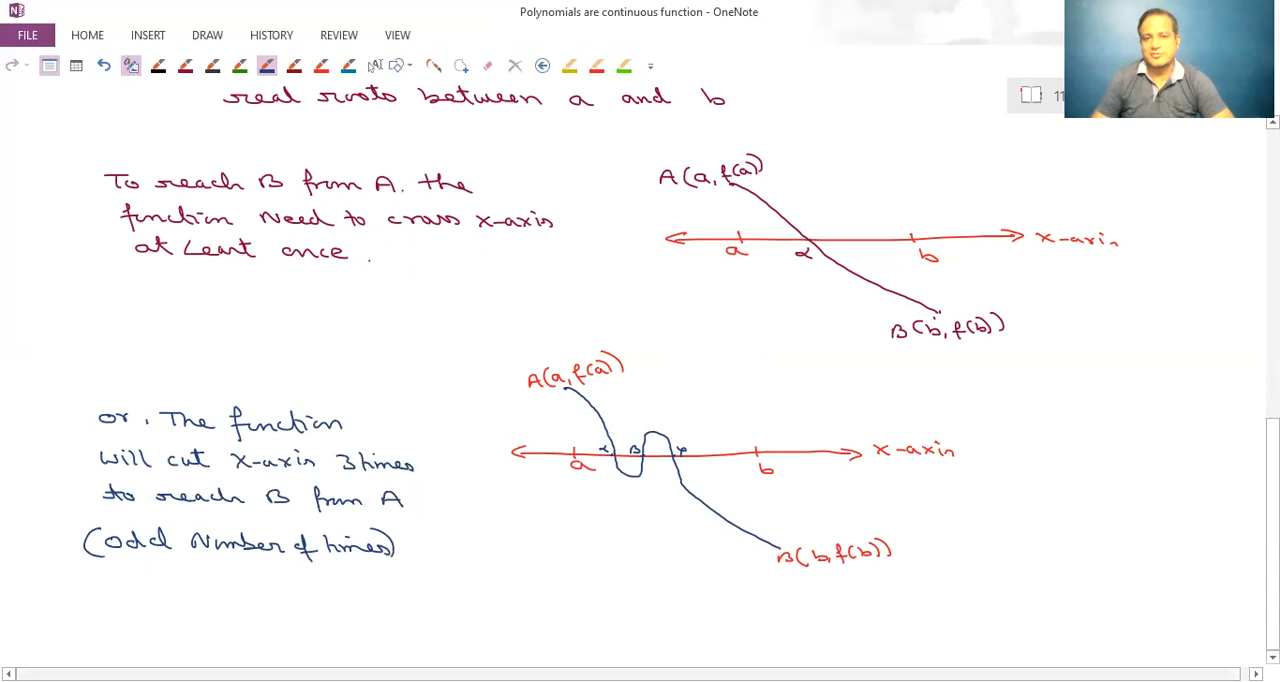 Polynomials are continuous function - OneNote
FILE HOME INSERT DRAW HISTORY REVIEW VIEW
real roots between a and b
11
To reach B from A. the
function need to cross x-axis
at Least once.
A(a, f(a))
a α b x-axis
B(b, f(b))
or, The function
will cut x-axis 3 times
to reach B from A
(odd Number of times)
A(a, f(a))
α B γ x-axis
a b
B(b, f(b))